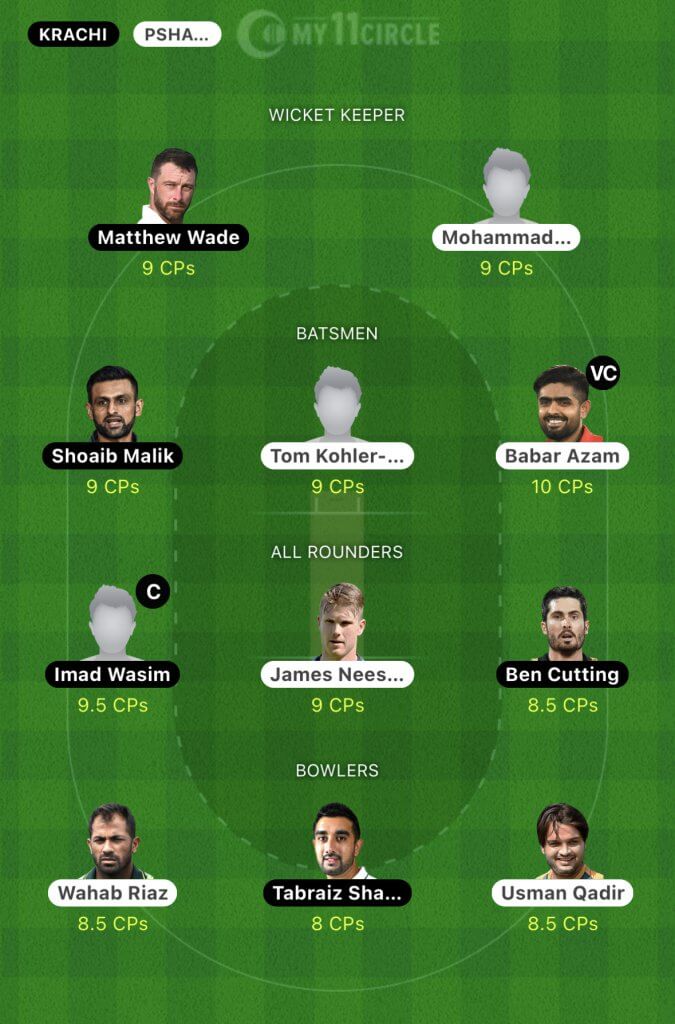 KRACHI PSHA... MY11CIRCLE
WICKET KEEPER
Matthew Wade Mohammad...
9 CPs 9 CPs
BATSMEN
VC
Shoaib Malik Tom Kohler-... Babar Azam
9 CPs 9 CPs 10 CPs
ALL ROUNDERS
C
Imad Wasim James Nees... Ben Cutting
9.5 CPs 9 CPs 8.5 CPs
BOWLERS
Wahab Riaz Tabraiz Sha... Usman Qadir
8.5 CPs 8 CPs 8.5 CPs